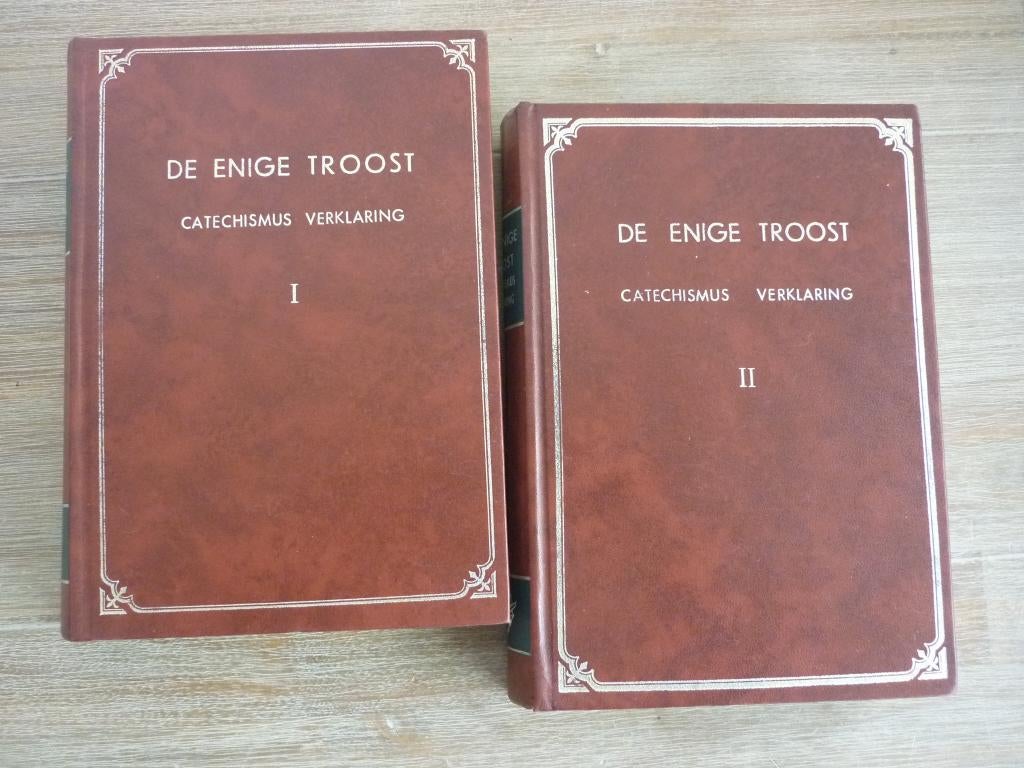 DE ENIGE TROOST
CATECHISMUS VERKLARING
I
DE ENIGE TROOST
CATECHISMUS VERKLARING
II